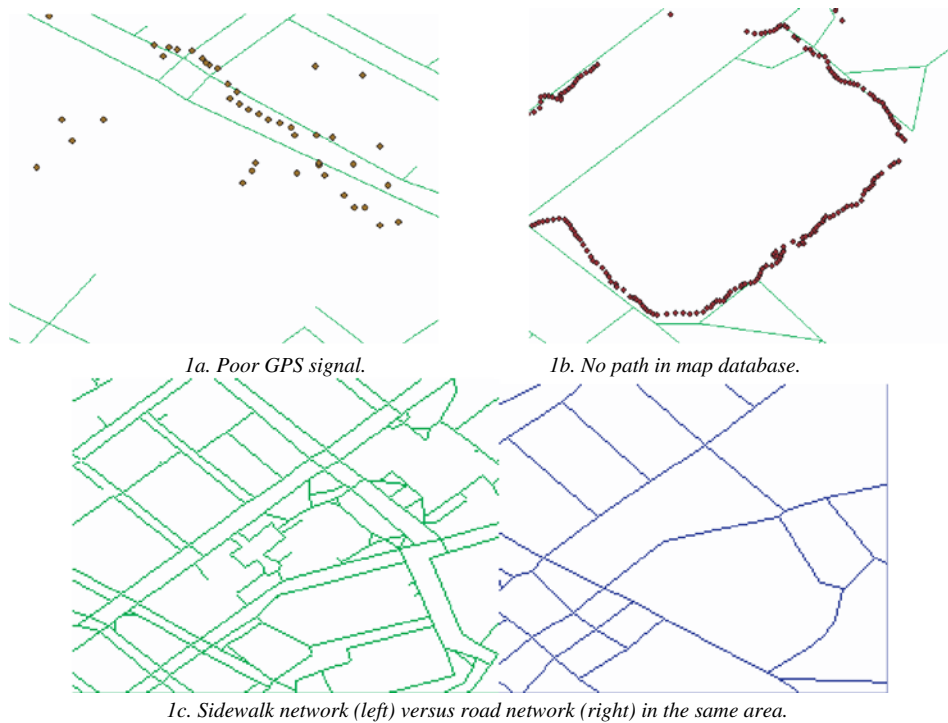 1a. Poor GPS signal.
1b. No path in map database.
1c. Sidewalk network (left) versus road network (right) in the same area.